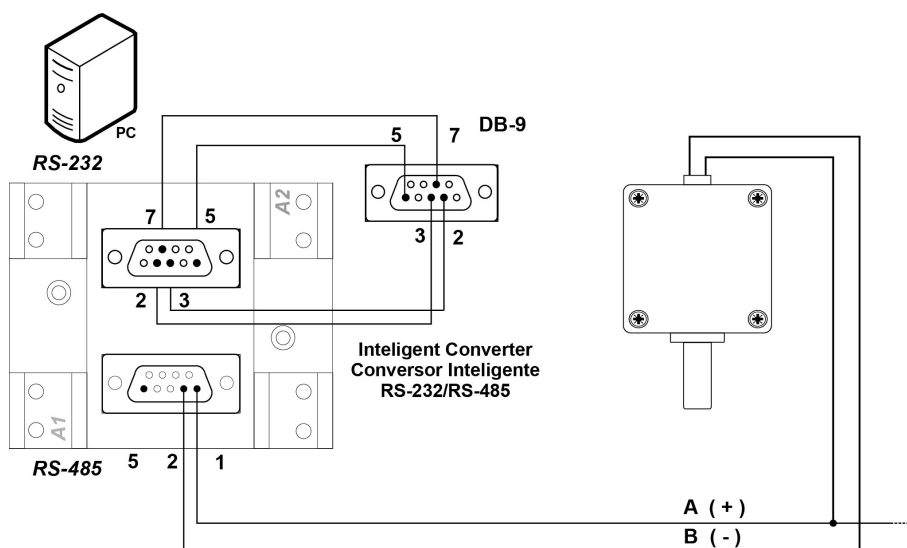 PC
RS-232
5
7
DB-9
A2
7
5
3
2
2
3
Inteligent Converter
Conversor Inteligente
RS-232/RS-485
A1
RS-485
5
2
1
A (+)
B (-)